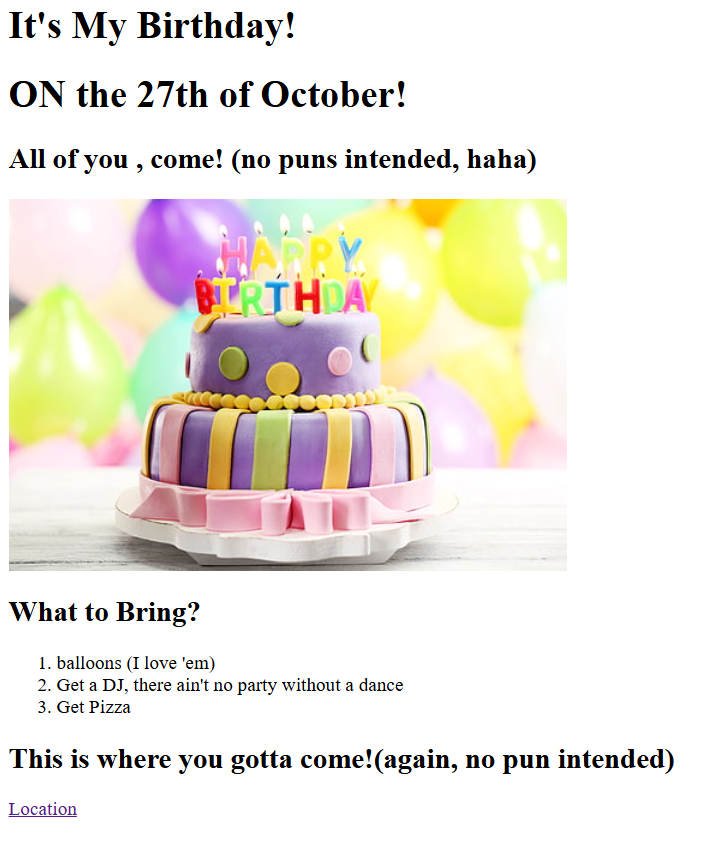 It's My Birthday!
ON the 27th of October!
All of you , come! (no puns intended, haha)
HAPPY
BIRTHDAY
What to Bring?
1. balloons (I love 'em)
2. Get a DJ, there ain't no party without a dance
3. Get Pizza
This is where you gotta come!(again, no pun intended)
Location